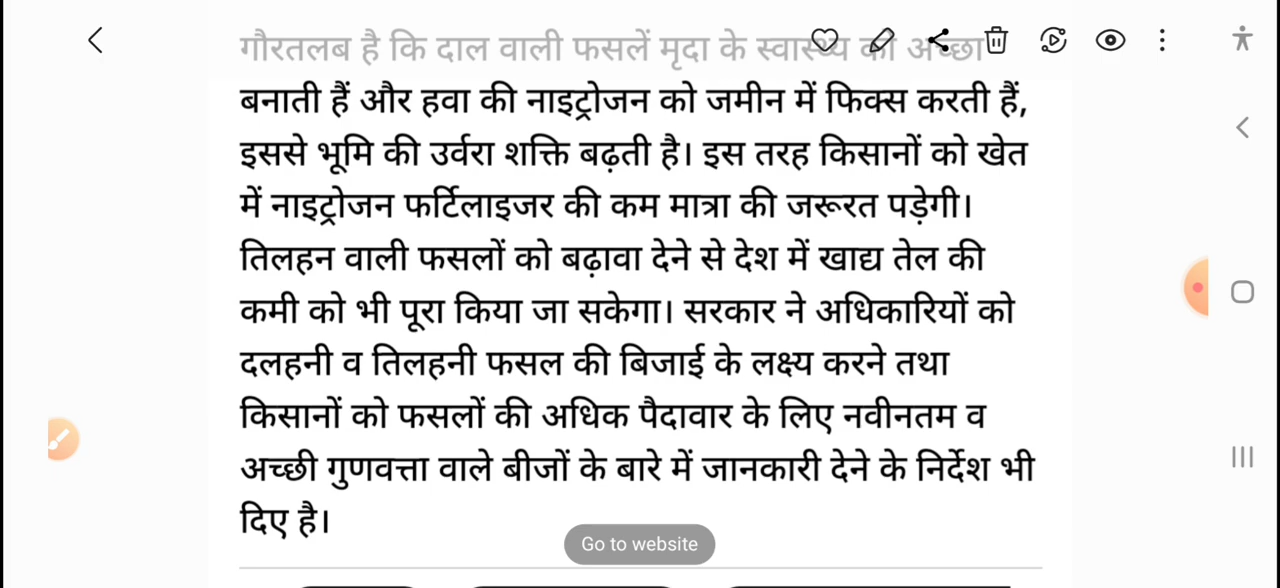 गौरतलब है कि दाल वाली फसलें मृदा के स्वास्थ्य को अच्छा
बनाती हैं और हवा की नाइट्रोजन को जमीन में फिक्स करती हैं,
इससे भूमि की उर्वरा शक्ति बढ़ती है। इस तरह किसानों को खेत
में नाइट्रोजन फर्टिलाइजर की कम मात्रा की जरूरत पड़ेगी।
तिलहन वाली फसलों को बढ़ावा देने से देश में खाद्य तेल की
कमी को भी पूरा किया जा सकेगा। सरकार ने अधिकारियों को
दलहनी व तिलहनी फसल की बिजाई के लक्ष्य करने तथा
किसानों को फसलों की अधिक पैदावार के लिए नवीनतम व
अच्छी गुणवत्ता वाले बीजों के बारे में जानकारी देने के निर्देश भी
दिए है।
Go to website